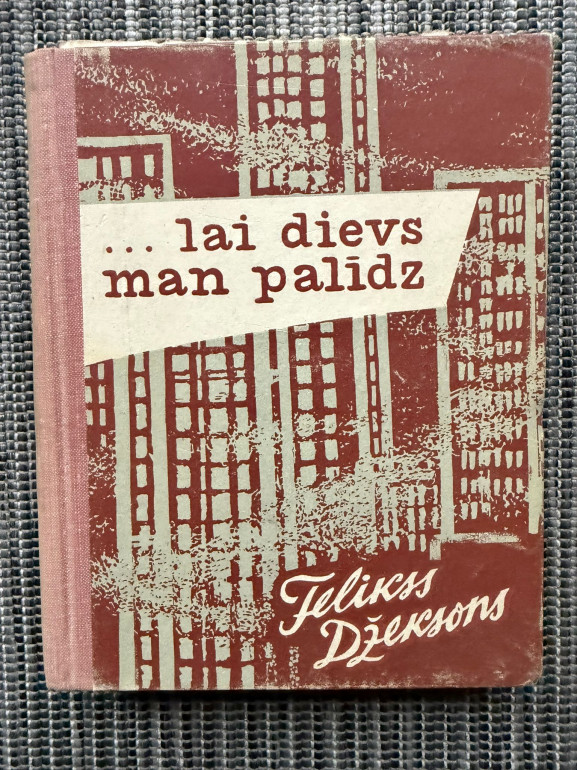 ... lai dievs
man palīdz
Felikss
Džeksons